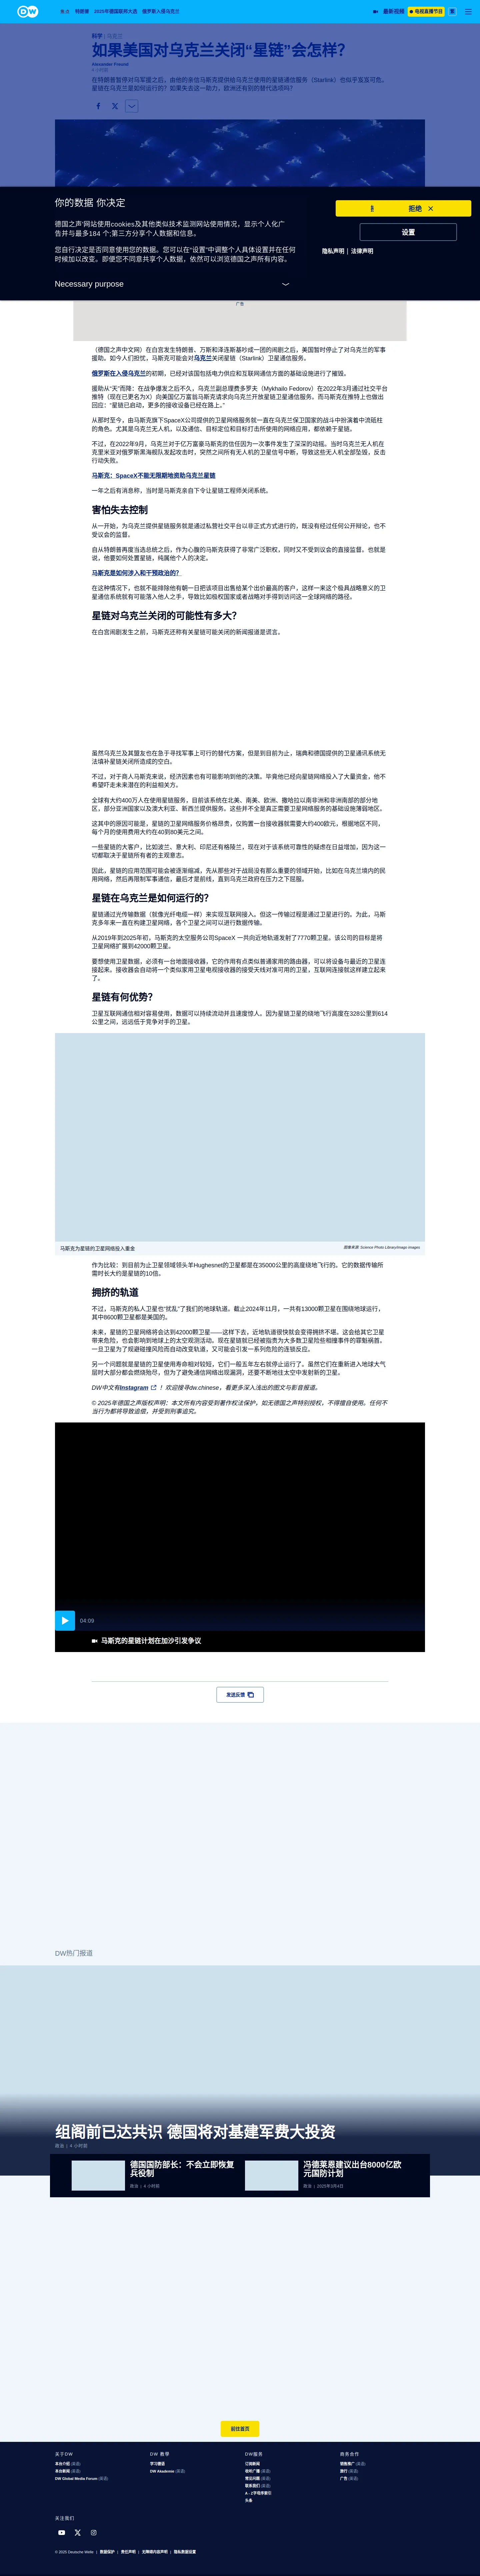 焦点 特朗普 2025年德国联邦大选 俄罗斯入侵乌克兰
最新视频 电视直播节目 繁
科学 | 乌克兰
如果美国对乌克兰关闭“星链”会怎样？
Alexander Freund
6 小时前
在特朗普暂停对乌军援之后，由他的亲信马斯克提供给乌克兰使用的星链通信服务（Starlink）也似乎岌岌可危。
星链在乌克兰是如何运行的？如果失去这一助力，欧洲还有别的替代选项吗？
你的数据 你决定
拒绝
设置
德国之声'网站使用cookies及其他类似技术监测网站使用情况，显示个人化广
告并与最多184 个;第三方分享个人数据和信息。
隐私声明 | 法律声明
您自行决定是否同意使用您的数据。您可以在“设置”中调整个人具体设置并在任何
时候加以改变。即便您不同意共享个人数据，依然可以浏览德国之声所有内容。
Necessary purpose
广告
（德国之声中文网）在白宫发生特朗普、万斯和泽连斯基吵成一团的闹剧之后，美国暂时停止了对乌克兰的军事
援助。如今人们担忧，马斯克可能会对乌克兰关闭星链（Starlink）卫星通信服务。
俄罗斯在入侵乌克兰的初期，已经对该国包括电力供应和互联网通信方面的基础设施进行了摧毁。
援助从“天”而降：在战争爆发之后不久，乌克兰副总理费多罗夫（Mykhailo Fedorov）在2022年3月通过社交平台
推特（现在已更名为X）向美国亿万富翁马斯克请求向乌克兰开放星链卫星通信服务。而马斯克在推特上也做出
回应：“星链已启动，更多的接收设备已经在路上。”
从那时至今，由马斯克旗下SpaceX公司提供的卫星网络服务就一直在乌克兰保卫国家的战斗中扮演着中流砥柱
的角色。尤其是乌克兰无人机，以及通信、目标定位和民间日常打击所使用的网络应用，都依赖于星链。
不过，在2022年9月，乌克兰对于亿万富豪马斯克的信任因为一次事件发生了深深的动摇。当时乌克兰无人机在
克里米亚对俄罗斯黑海舰队发起攻击时，突然之间所有无人机的卫星信号中断，导致这些无人机全部坠毁，反击
行动失败。
马斯克：SpaceX不能无限期地资助乌克兰星链
一年之后有消息称，当时是马斯克亲自下令让星链工程师关闭系统。
害怕失去控制
从一开始，为乌克兰提供星链服务就是通过私营社交平台以非正式方式进行的，既没有经过任何公开辩论，也不
受议会的监督。
自从特朗普再度当选总统之后，作为心腹的马斯克获得了非常广泛职权，同时又不受到议会的直接监督。也就是
说，他要如何处置星链，纯属他个人的决定。
马斯克是如何涉入和干预政治的？
在这种情况下，也就不能排除他有朝一日把该项目出售给某个出价最高的客户，这样一来这个极具战略意义的卫
星通信系统就有可能落入他人之手，导致比如极权国家或者战略对手得到访问这一全球网络的路径。
星链对乌克兰关闭的可能性有多大？
在白宫闹剧发生之前，马斯克还称有关星链可能关闭的新闻报道是谎言。
虽然乌克兰及其盟友也在急于寻找军事上可行的替代方案，但是到目前为止，瑞典和德国提供的卫星通讯系统无
法填补星链关闭所造成的空白。
不过，对于商人马斯克来说，经济因素也有可能影响到他的决策。毕竟他已经向星链网络投入了大量资金，他不
希望吓走未来潜在的利益相关方。
全球有大约400万人在使用星链服务，目前该系统在北美、南美、欧洲、撒哈拉以南非洲和非洲南部的部分地
区，部分亚洲国家以及澳大利亚、新西兰提供服务。这些并不全是真正需要卫星网络服务的基础设施薄弱地区。
这其中的原因可能是，星链的卫星网络服务价格昂贵，仅购置一台接收器就需要大约400欧元，根据地区不同，
每个月的使用费用大约在40到80美元之间。
一些星链的大客户，比如波兰、意大利、印尼还有格陵兰，现在对于该系统可靠性的疑虑在日益增加，因为这一
切都取决于星链所有者的主观意志。
因此，星链的应用范围可能会被逐渐缩减，先从那些对于战局没有那么重要的领域开始，比如在乌克兰境内的民
用网络，然后再限制军事通信，最后才是前线，直到乌克兰政府在压力之下屈服。
星链在乌克兰是如何运行的？
星链通过光传输数据（就像光纤电缆一样）来实现互联网接入。但这一传输过程是通过卫星进行的。为此，马斯
克多年来一直在构建卫星网络，各个卫星之间可以进行数据传输。
从2019年到2025年初，马斯克的太空服务公司SpaceX 一共向近地轨道发射了7770颗卫星。该公司的目标是将
卫星网络扩展到42000颗卫星。
要想使用卫星数据，必须有一台地面接收器，它的作用有点类似普通家用的路由器，可以将设备与最近的卫星连
接起来。接收器会自动将一个类似家用卫星电视接收器的接受天线对准可用的卫星，互联网连接就这样建立起来
了。
星链有何优势？
卫星互联网通信相对容易使用，数据可以持续流动并且速度惊人。因为星链卫星的绕地飞行高度在328公里到614
公里之间，远远低于竞争对手的卫星。
马斯克为星链的卫星网络投入重金
图像来源: Science Photo Library/imago images
作为比较：到目前为止卫星领域领头羊Hughesnet的卫星都是在35000公里的高度绕地飞行的。它的数据传输所
需时长大约是星链的10倍。
拥挤的轨道
不过，马斯克的私人卫星也“扰乱”了我们的地球轨道。截止2024年11月，一共有13000颗卫星在围绕地球运行，
其中8600颗卫星都是美国的。
未来，星链的卫星网络将会达到42000颗卫星——这样下去，近地轨道很快就会变得拥挤不堪。这会给其它卫星
带来危险，也会影响到地球上的太空观测活动。现在星链就已经被指责为大多数卫星险些相撞事件的罪魁祸首。
一旦卫星为了规避碰撞风险而自动改变轨道，又可能会引发一系列危险的连锁反应。
另一个问题就是星链的卫星使用寿命相对较短，它们一般五年左右就停止运行了。虽然它们在重新进入地球大气
层时大部分都会燃烧殆尽，但为了避免通信网络出现漏洞，还要不断地往太空中发射新的卫星。
DW中文有Instagram ！欢迎搜寻dw.chinese，看更多深入浅出的图文与影音报道。
© 2025年德国之声版权声明：本文所有内容受到著作权法保护，如无德国之声特别授权，不得擅自使用。任何不
当行为都将导致追偿，并受到刑事追究。
04:09
马斯克的星链计划在加沙引发争议
发送反馈
DW热门报道
组阁前已达共识 德国将对基建军费大投资
政治 | 4 小时前
德国国防部长：不会立即恢复
兵役制
政治 | 8 小时前
冯德莱恩建议出台8000亿欧
元国防计划
政治 | 2025年3月4日
前往首页
关于DW
本台介绍 (英语)
本台新闻 (英语)
DW Global Media Forum (英语)
DW 教學
学习德语
DW Akademie (英语)
DW服务
订阅新闻
收听广播 (英语)
常见问题 (英语)
联系我们 (英语)
A - Z字母序索引
头条
商务合作
销售推广 (英语)
旅行 (英语)
广告 (英语)
关注我们
© 2025 Deutsche Welle | 数据保护 | 责任声明 | 无障碍内容声明 | 隐私数据设置